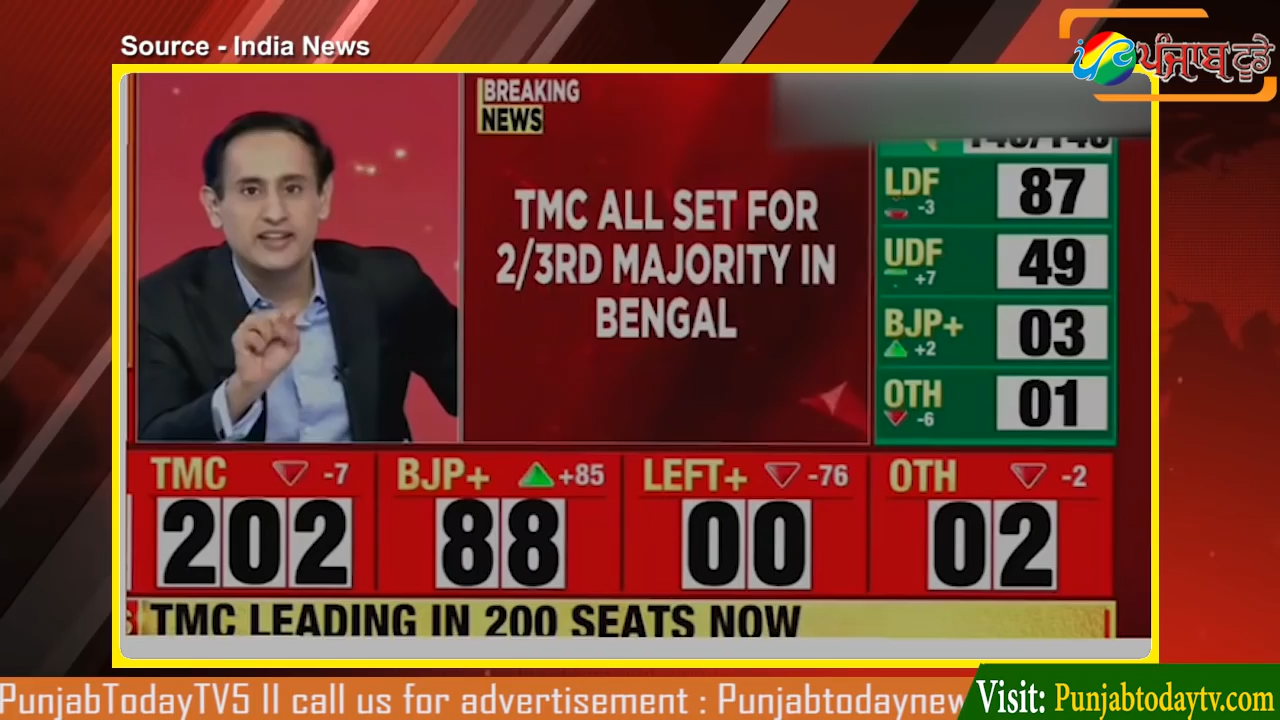 Source - India News
ਪੰਜਾਬ ਟੂਡੇ
BREAKING
NEWS
TMC ALL SET FOR
2/3RD MAJORITY IN
BENGAL
140/140
LDF 87
-3
UDF 49
+7
BJP+ 03
+2
OTH 01
-6
TMC -7
202
BJP+ +85
88
LEFT+ -76
00
OTH -2
02
TMC LEADING IN 200 SEATS NOW
PunjabTodayTV5 II call us for advertisement : Punjabtodaynew
Visit: Punjabtodaytv.com